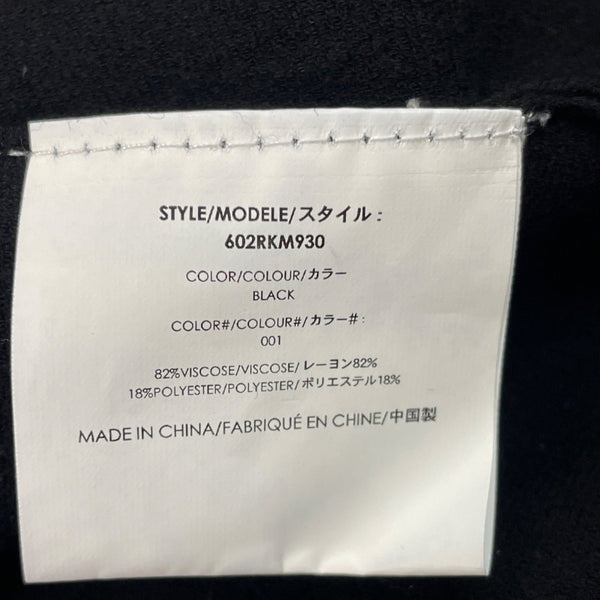 STYLE/MODELE/スタイル:
602RKM930
COLOR/COLOUR/カラー
BLACK
COLOR#/COLOUR#/カラー#:
001
82%VISCOSE/VISCOSE/レーヨン82%
18%POLYESTER/POLYESTER/ポリエステル18%
MADE IN CHINA/FABRIQUÉ EN CHINE/中国製